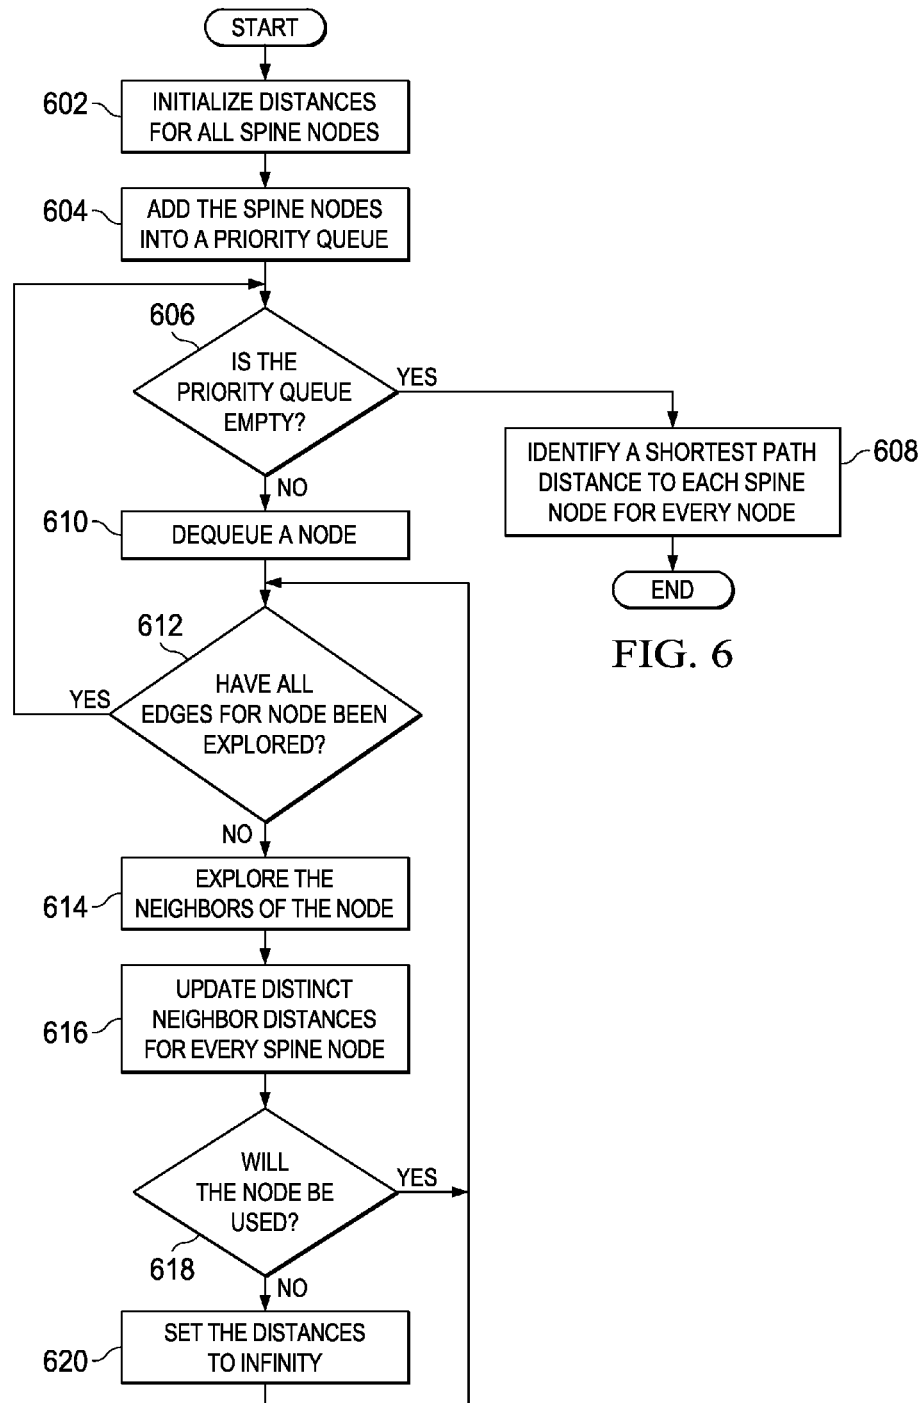 START
602
INITIALIZE DISTANCES
FOR ALL SPINE NODES
604
ADD THE SPINE NODES
INTO A PRIORITY QUEUE
606
IS THE
PRIORITY QUEUE
EMPTY?
YES
NO
608
IDENTIFY A SHORTEST PATH
DISTANCE TO EACH SPINE
NODE FOR EVERY NODE
END
FIG. 6
610
DEQUEUE A NODE
612
HAVE ALL
EDGES FOR NODE BEEN
EXPLORED?
YES
NO
614
EXPLORE THE
NEIGHBORS OF THE NODE
616
UPDATE DISTINCT
NEIGHBOR DISTANCES
FOR EVERY SPINE NODE
WILL
THE NODE BE
USED?
YES
618
NO
620
SET THE DISTANCES
TO INFINITY